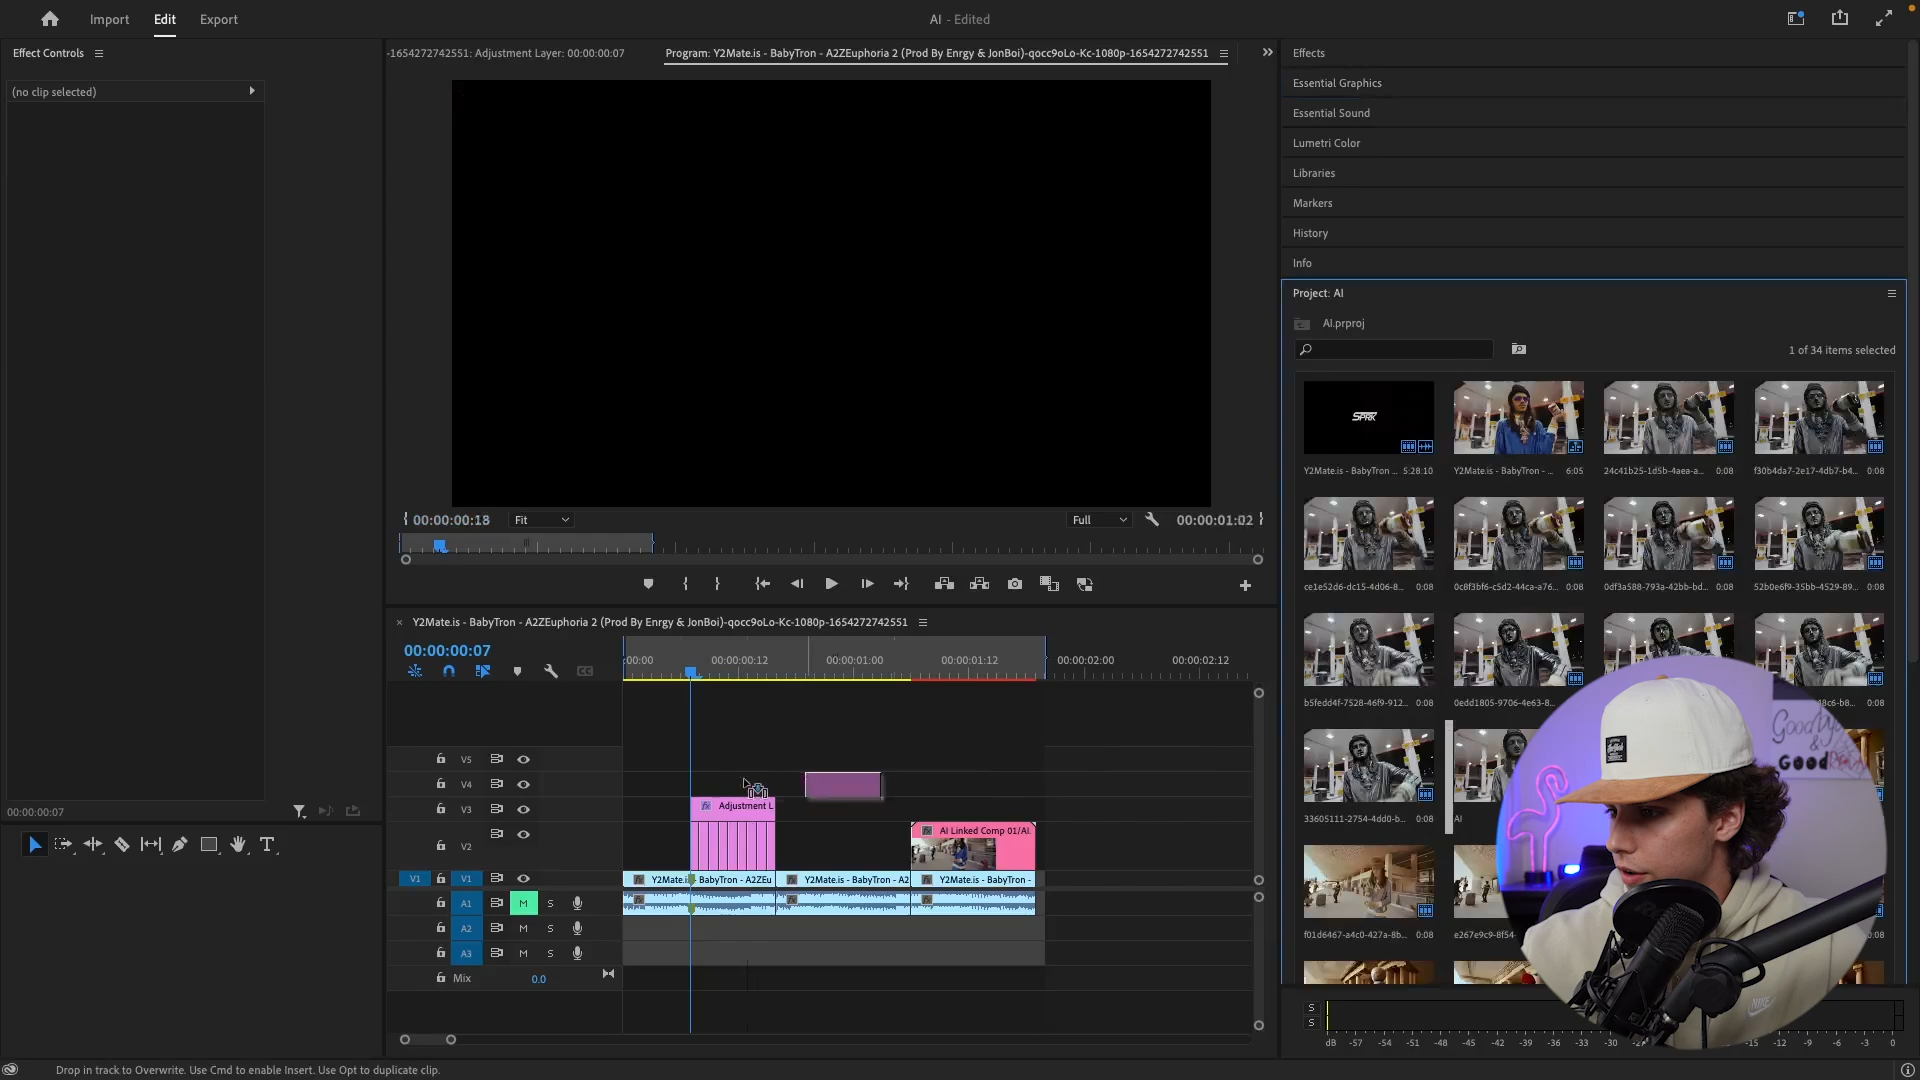 Import
Edit
Export
AI - Edited
Effect Controls
(no clip selected)
-1654272742551: Adjustment Layer: 00:00:00:07
Program: Y2Mate.is - BabyTron - A2ZEuphoria 2 (Prod By Enrgy & JonBoi)-qocc9oLo-Kc-1080p-1654272742551
Effects
Essential Graphics
Essential Sound
Lumetri Color
Libraries
Markers
History
Info
Project: AI
AI.prproj
1 of 34 items selected
SPRK
Y2Mate.is - BabyTron ... 5:28:10
Y2Mate.is - BabyTron - ... 6:05
24c41b25-1d5b-4aea-a... 0:08
f30b4da7-2e17-4db7-b4... 0:08
ce1e52d6-dc15-4d06-8... 0:08
0c8f3bf6-c5d2-44ca-a76... 0:08
0df3a588-793a-42bb-bd... 0:08
52b0e6f9-35bb-4529-89... 0:08
b5fedd4f-7528-46f9-912... 0:08
0edd1805-9706-4e63-8... 0:08
48c6-b8... 0:08
33605111-2754-4dd0-b... 0:08
AI
f01d6467-a4c0-427a-8b... 0:08
e267e9c9-8f54-
0:08
Goodbye
&
Good
00:00:00:18
Fit
Full
00:00:01:02
Y2Mate.is - BabyTron - A2ZEuphoria 2 (Prod By Enrgy & JonBoi)-qocc9oLo-Kc-1080p-1654272742551
00:00:00:07
:00:00
00:00:00:12
00:00:01:00
00:00:01:12
00:00:02:00
00:00:02:12
V5
V4
V3
Adjustment L
V2
AI Linked Comp 01/AI.
V1 V1
Y2Mate.i
BabyTron - A2ZEu
Y2Mate.is - BabyTron - A2
Y2Mate.is - BabyTron -
A1 M S
A2 M S
A3 M S
Mix 0.0
00:00:00:07
S
S
dB -57 -54 -51 -48 -45 -42 -39 -36 -33 -30 -15 -12 -9 -6 -3 0
NIKE
Drop in track to Overwrite. Use Cmd to enable Insert. Use Opt to duplicate clip.